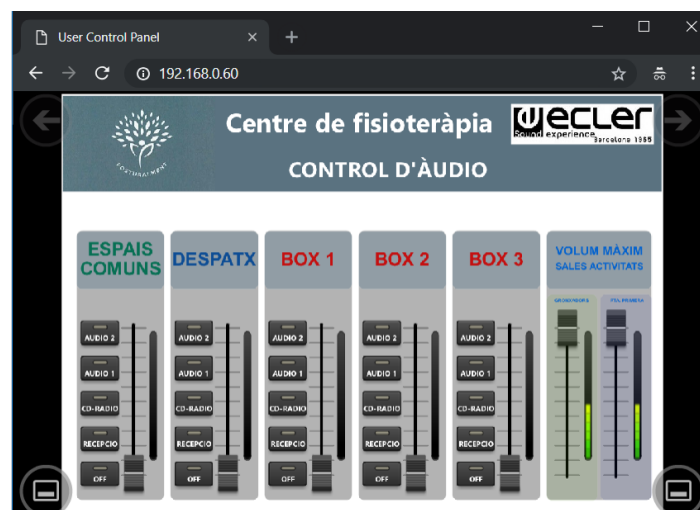 User Control Panel
192.168.0.60
Centre de fisioteràpia
CONTROL D'ÀUDIO
ecler
Sound experience
Barcelona 1965
ESPAIS
COMUNS
AUDIO 2
AUDIO 1
CD-RADIO
RECEPCIO
OFF
DESPATX
AUDIO 2
AUDIO 1
CD-RADIO
RECEPCIO
OFF
BOX 1
AUDIO 2
AUDIO 1
CD-RADIO
RECEPCIO
OFF
BOX 2
AUDIO 2
AUDIO 1
CD-RADIO
RECEPCIO
OFF
BOX 3
AUDIO 2
AUDIO 1
CD-RADIO
RECEPCIO
OFF
VOLUM MÀXIM
SALES ACTIVITATS